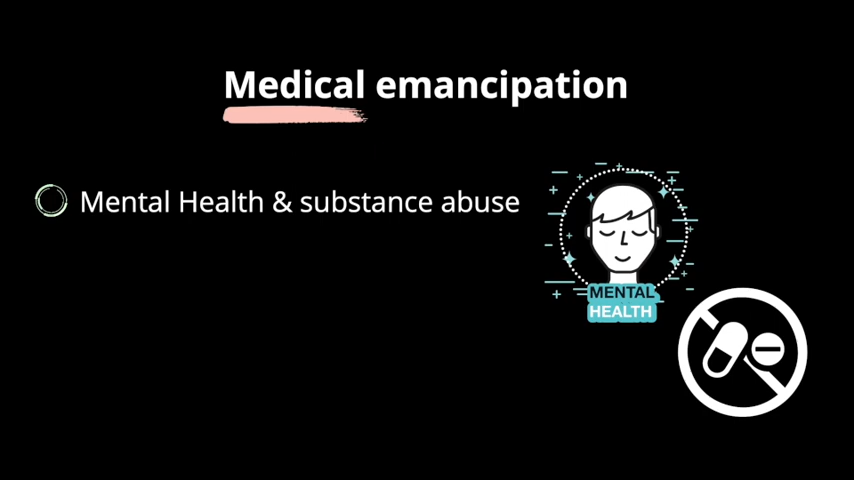 Medical emancipation
Mental Health & substance abuse
MENTAL
HEALTH